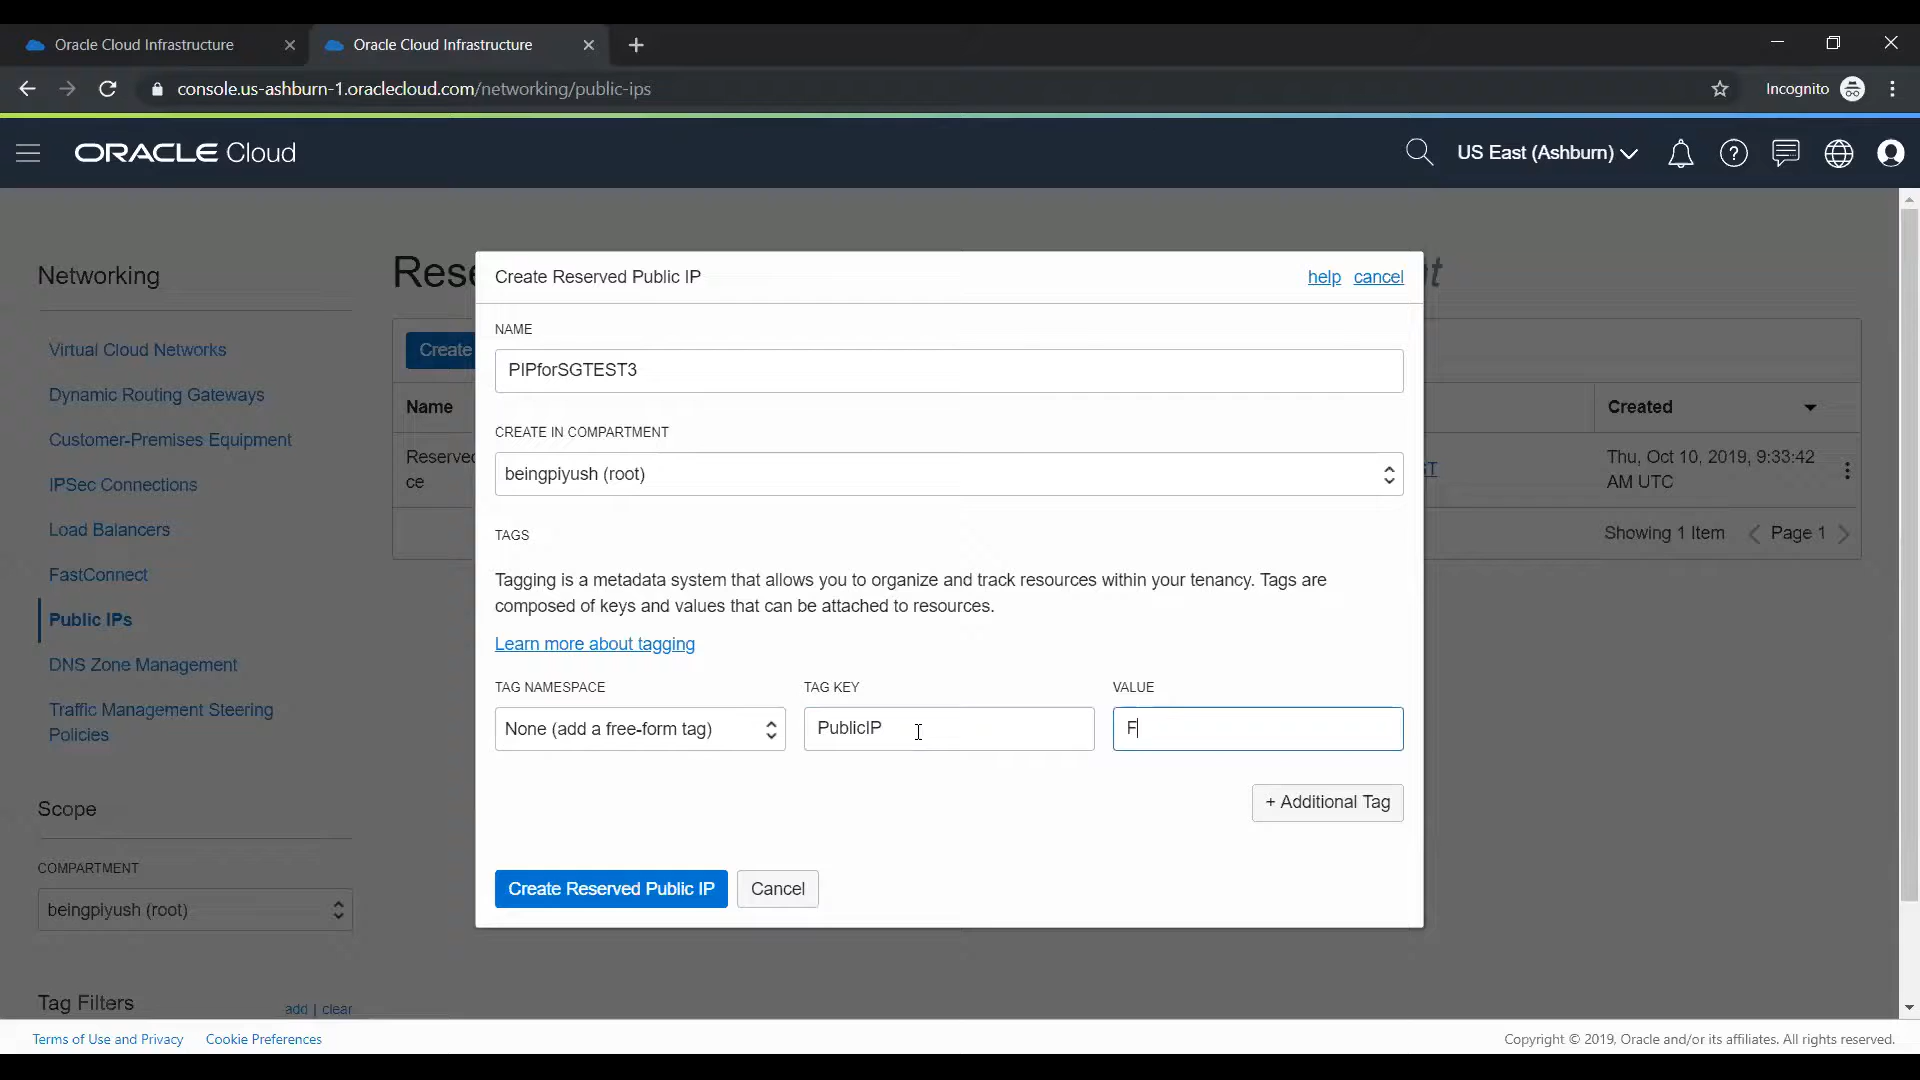 Oracle Cloud Infrastructure
Oracle Cloud Infrastructure
console.us-ashburn-1.oraclecloud.com/networking/public-ips
Incognito
ORACLE Cloud
US East (Ashburn)
Networking
Virtual Cloud Networks
Dynamic Routing Gateways
Customer-Premises Equipment
IPSec Connections
Load Balancers
FastConnect
Public IPs
DNS Zone Management
Traffic Management Steering
Policies
Scope
COMPARTMENT
beingpiyush (root)
Tag Filters
add | clear
Rese
t
Create
Name
Created
Reserved
ce
T
Thu, Oct 10, 2019, 9:33:42
AM UTC
Showing 1 Item
Page 1
Create Reserved Public IP
help
cancel
NAME
PIPforSGTEST3
CREATE IN COMPARTMENT
beingpiyush (root)
TAGS
Tagging is a metadata system that allows you to organize and track resources within your tenancy. Tags are
composed of keys and values that can be attached to resources.
Learn more about tagging
TAG NAMESPACE
TAG KEY
VALUE
None (add a free-form tag)
PublicIP
F
+ Additional Tag
Create Reserved Public IP
Cancel
Terms of Use and Privacy
Cookie Preferences
Copyright © 2019, Oracle and/or its affiliates. All rights reserved.